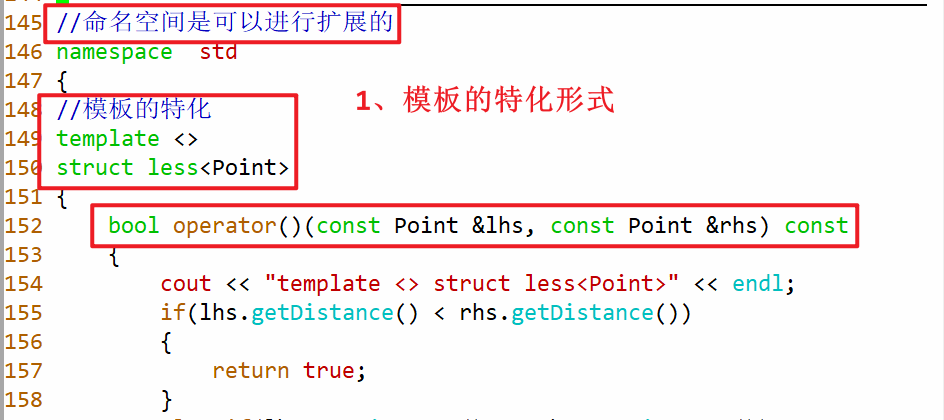 145 //命名空间是可以进行扩展的
146 namespace  std
147 {
148 //模板的特化
1、模板的特化形式
149 template <>
150 struct less<Point>
151 {
152     bool operator()(const Point &lhs, const Point &rhs) const
153     {
154         cout << "template <> struct less<Point>" << endl;
155         if(lhs.getDistance() < rhs.getDistance())
156         {
157             return true;
158         }